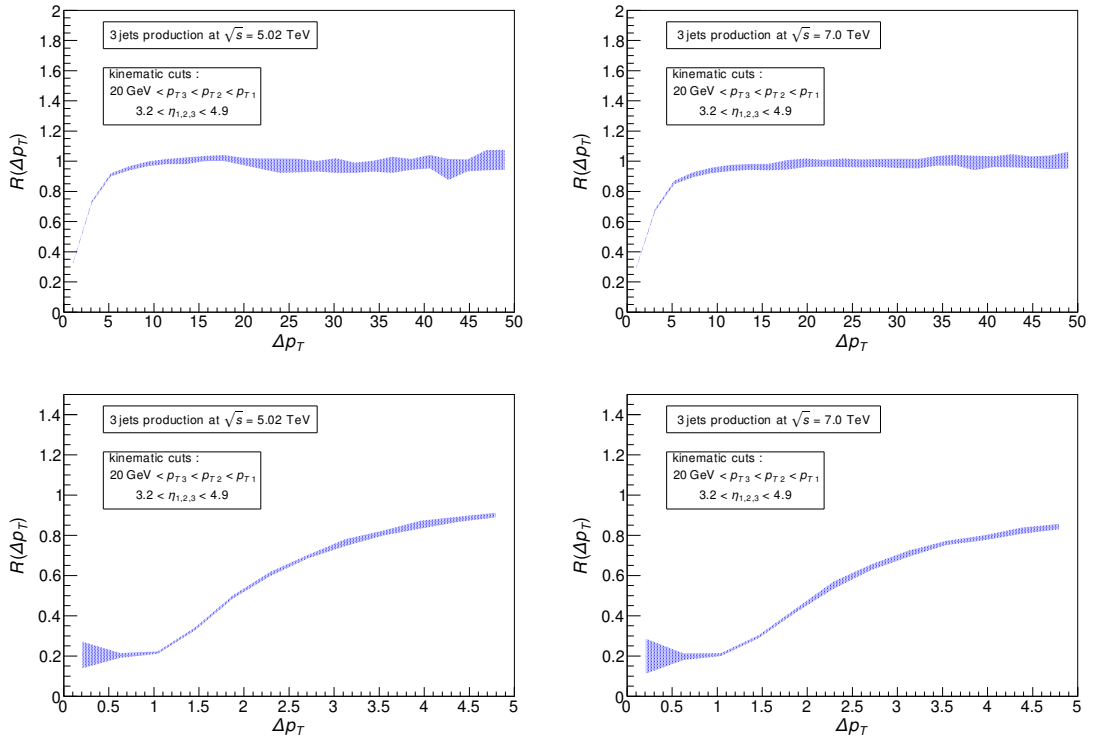 3 jets production at √s = 5.02 TeV
kinematic cuts :
20 GeV < p_T3 < p_T2 < p_T1
3.2 < η_1,2,3 < 4.9
R(Δp_T)
2
1.8
1.6
1.4
1.2
1
0.8
0.6
0.4
0.2
0
0 5 10 15 20 25 30 35 40 45 50
Δp_T
3 jets production at √s = 7.0 TeV
kinematic cuts :
20 GeV < p_T3 < p_T2 < p_T1
3.2 < η_1,2,3 < 4.9
R(Δp_T)
2
1.8
1.6
1.4
1.2
1
0.8
0.6
0.4
0.2
0
0 5 10 15 20 25 30 35 40 45 50
Δp_T
3 jets production at √s = 5.02 TeV
kinematic cuts :
20 GeV < p_T3 < p_T2 < p_T1
3.2 < η_1,2,3 < 4.9
R(Δp_T)
1.4
1.2
1
0.8
0.6
0.4
0.2
0
0 0.5 1 1.5 2 2.5 3 3.5 4 4.5 5
Δp_T
3 jets production at √s = 7.0 TeV
kinematic cuts :
20 GeV < p_T3 < p_T2 < p_T1
3.2 < η_1,2,3 < 4.9
R(Δp_T)
1.4
1.2
1
0.8
0.6
0.4
0.2
0
0 0.5 1 1.5 2 2.5 3 3.5 4 4.5 5
Δp_T